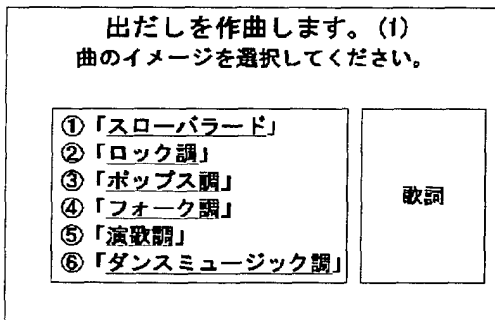 出だしを作曲します。(1)
曲のイメージを選択してください。
①「スローバラード」
②「ロック調」
③「ポップス調」
④「フォーク調」
⑤「演歌調」
⑥「ダンスミュージック調」
歌詞